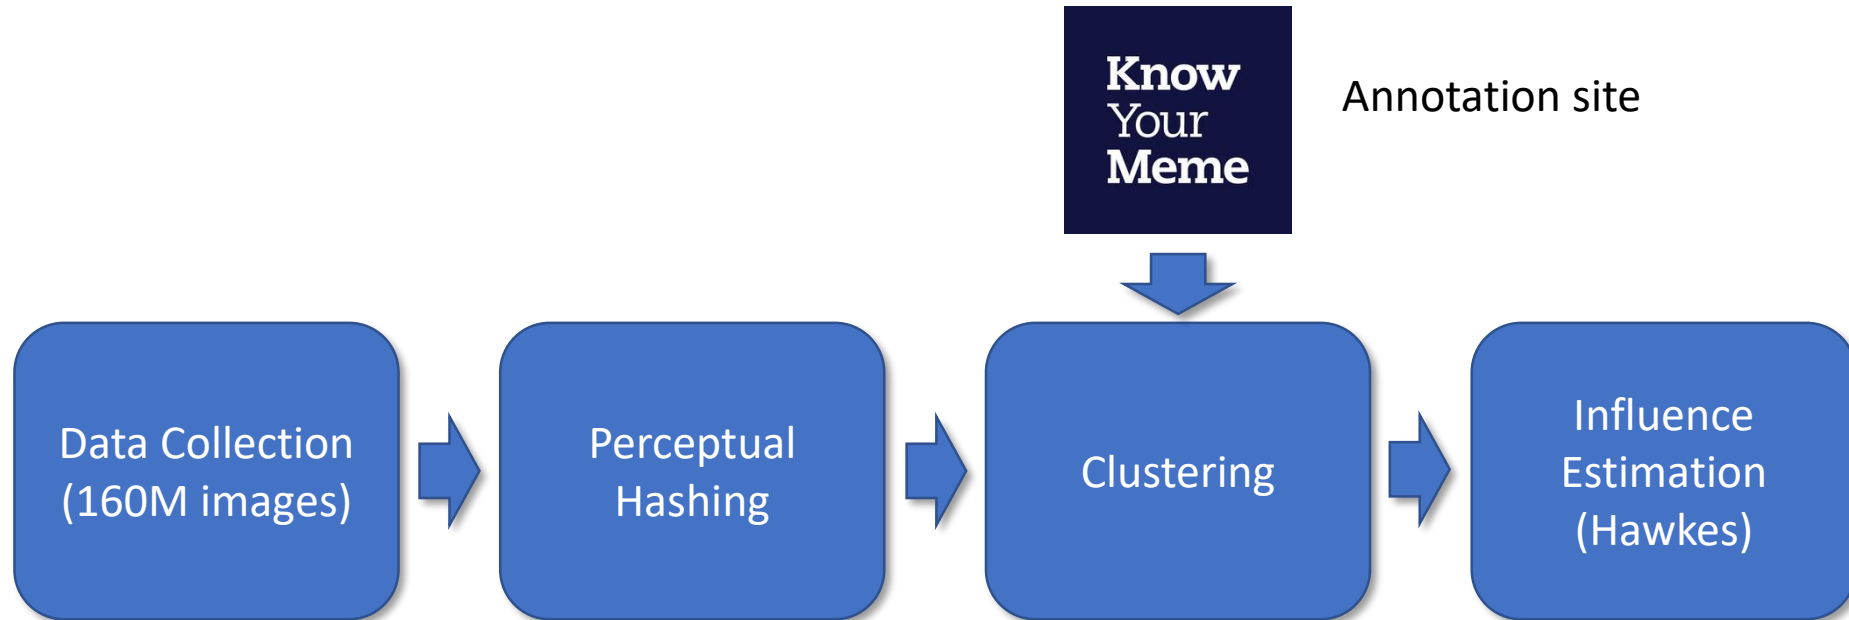 Know
Your
Meme
Annotation site
Data Collection
(160M images)
Perceptual
Hashing
Clustering
Influence
Estimation
(Hawkes)